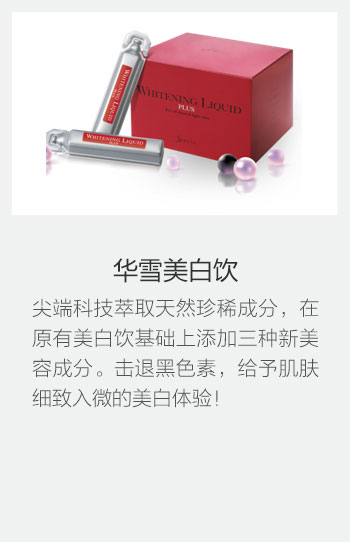 WHITENING LIQUID
WHITENING LIQUID
PLUS
WHITENING LIQUID
华雪美白饮
尖端科技萃取天然珍稀成分，在
原有美白饮基础上添加三种新美
容成分。击退黑色素，给予肌肤
细致入微的美白体验！